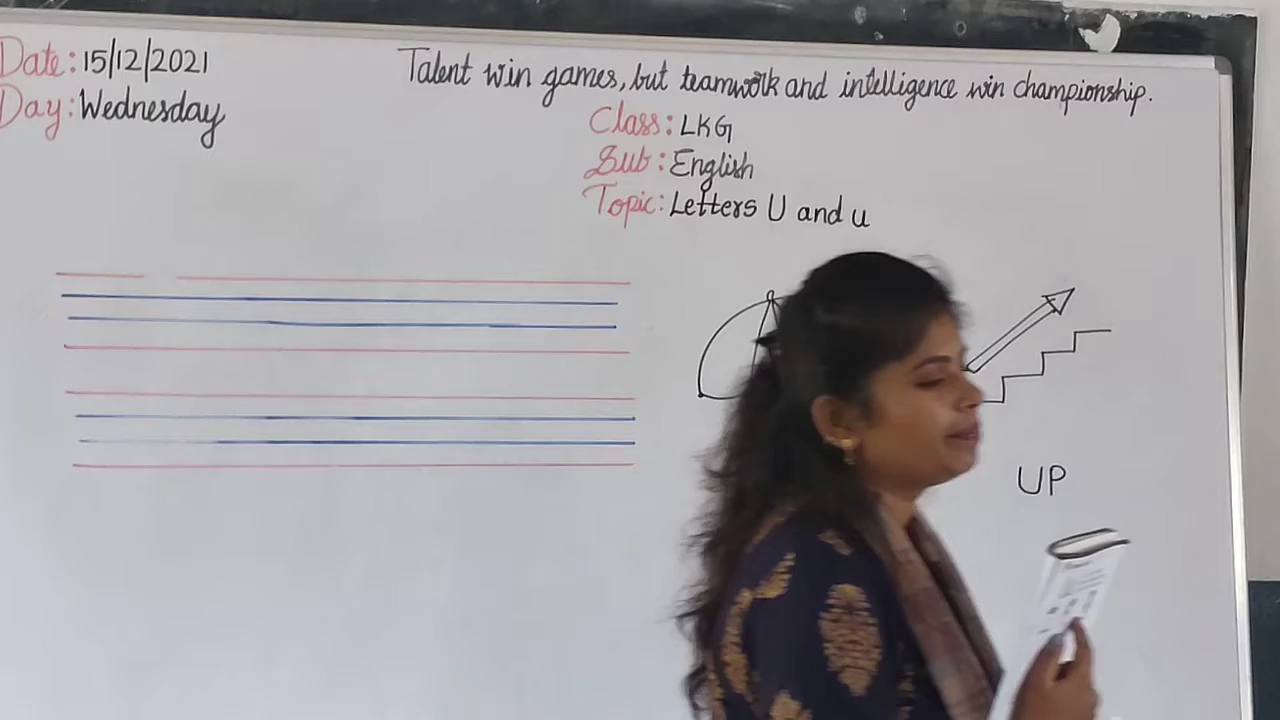 Date: 15/12/2021
Day: Wednesday
Talent win games, but teamwork and intelligence win championship.
Class: LKG
Sub: English
Topic: Letters U and u
UP